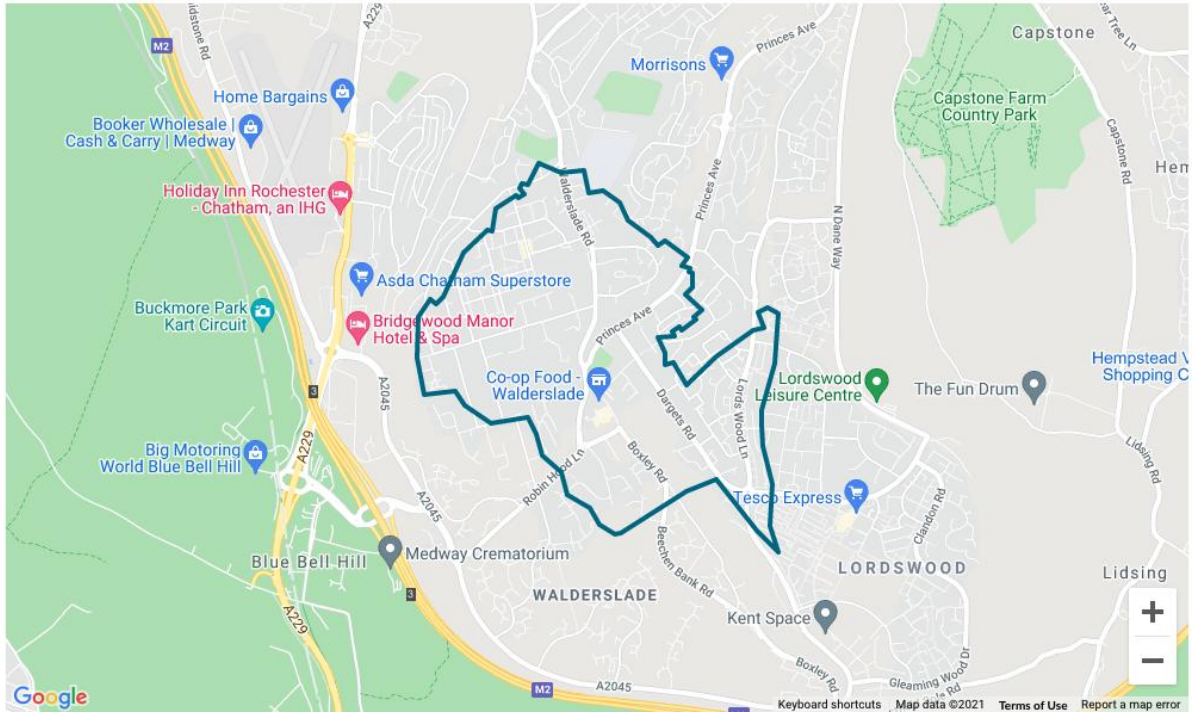 M2
A229
Princes Ave
Capstone
Morrisons
Home Bargains
Booker Wholesale |
Cash & Carry | Medway
Capstone Farm
Country Park
Capstone Rd
Holiday Inn Rochester
- Chatham, an IHG
Walderslade Rd
Princes Ave
N Dane Way
Asda Chatham Superstore
Buckmore Park
Kart Circuit
Bridgewood Manor
Hotel & Spa
Princes Ave
Co-op Food -
Walderslade
Lords Wood Ln
Lordswood
Leisure Centre
The Fun Drum
Hempstead V
Shopping C
3
A2045
Dargets Rd
A229
Big Motoring
World Blue Bell Hill
Robin Hood Ln
Boxley Rd
Tesco Express
Clandon Rd
Lidsing Rd
A2045
Blue Bell Hill
Medway Crematorium
Beechen Bank Rd
LORDSWOOD
Lidsing
3
WALDERSLADE
Kent Space
A229
Boxley Rd
Gleaming Wood Dr
M2
A2045
+
−
Google
Keyboard shortcuts
Map data ©2021
Terms of Use
Report a map error